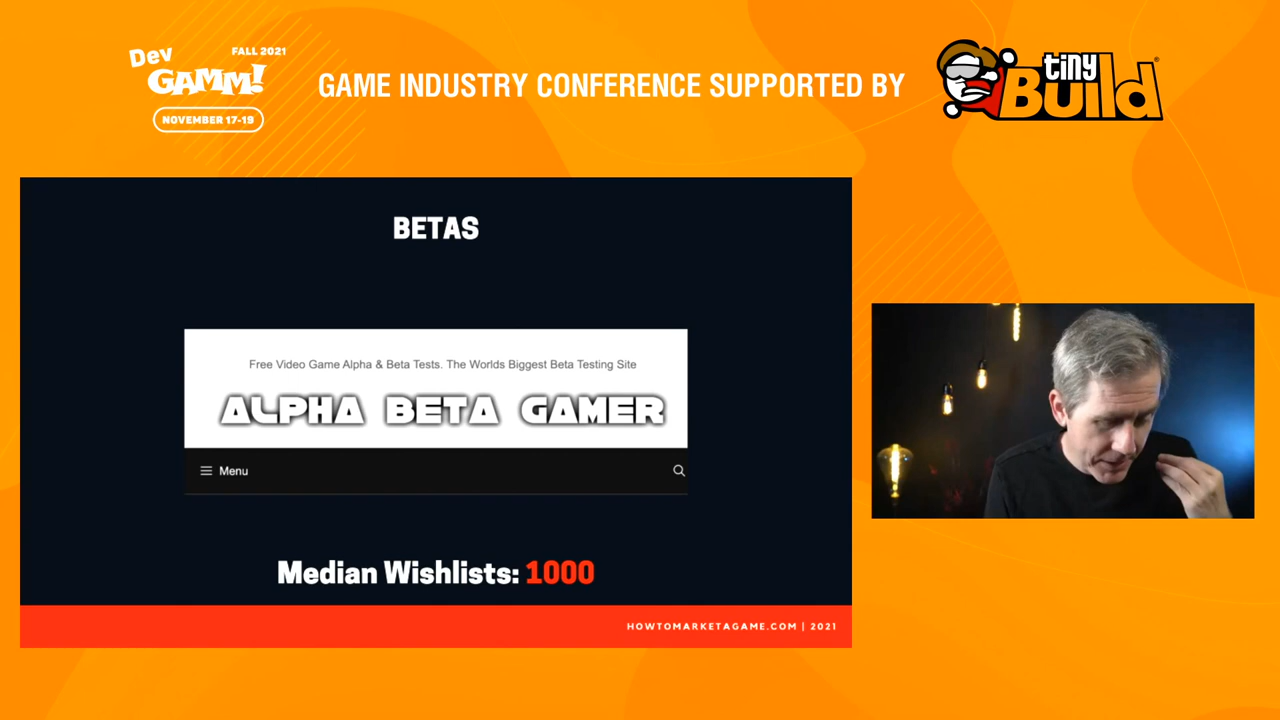 Dev
GAMM!
FALL 2021
NOVEMBER 17-19
GAME INDUSTRY CONFERENCE SUPPORTED BY
tiny
Build
BETAS
Free Video Game Alpha & Beta Tests. The Worlds Biggest Beta Testing Site
ALPHA BETA GAMER
Menu
Median Wishlists: 1000
HOWTOMARKETAGAME.COM | 2021